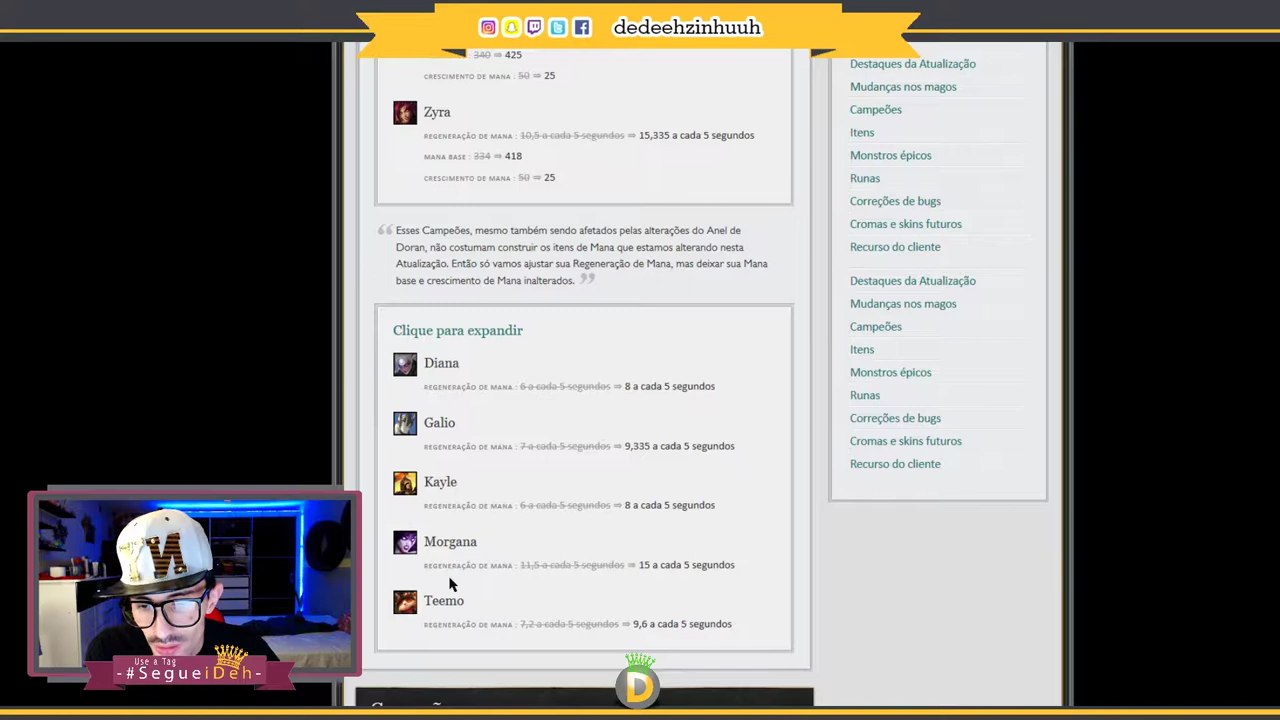 dedeehzinhuuh
340 ⇒ 425
CRESCIMENTO DE MANA : 50 ⇒ 25
Zyra
REGENERAÇÃO DE MANA : 10,5 a cada 5 segundos ⇒ 15,335 a cada 5 segundos
MANA BASE : 334 ⇒ 418
CRESCIMENTO DE MANA : 50 ⇒ 25
“ Esses Campeões, mesmo também sendo afetados pelas alterações do Anel de
Doran, não costumam construir os itens de Mana que estamos alterando nesta
Atualização. Então só vamos ajustar sua Regeneração de Mana, mas deixar sua Mana
base e crescimento de Mana inalterados. ”
Clique para expandir
Diana
REGENERAÇÃO DE MANA : 6 a cada 5 segundos ⇒ 8 a cada 5 segundos
Galio
REGENERAÇÃO DE MANA : 7 a cada 5 segundos ⇒ 9,335 a cada 5 segundos
Kayle
REGENERAÇÃO DE MANA : 6 a cada 5 segundos ⇒ 8 a cada 5 segundos
Morgana
REGENERAÇÃO DE MANA : 11,5 a cada 5 segundos ⇒ 15 a cada 5 segundos
Teemo
REGENERAÇÃO DE MANA : 7,2 a cada 5 segundos ⇒ 9,6 a cada 5 segundos
Destaques da Atualização
Mudanças nos magos
Campeões
Itens
Monstros épicos
Runas
Correções de bugs
Cromas e skins futuros
Recurso do cliente
Destaques da Atualização
Mudanças nos magos
Campeões
Itens
Monstros épicos
Runas
Correções de bugs
Cromas e skins futuros
Recurso do cliente
Use a Tag
-#SegueiDeh-
D